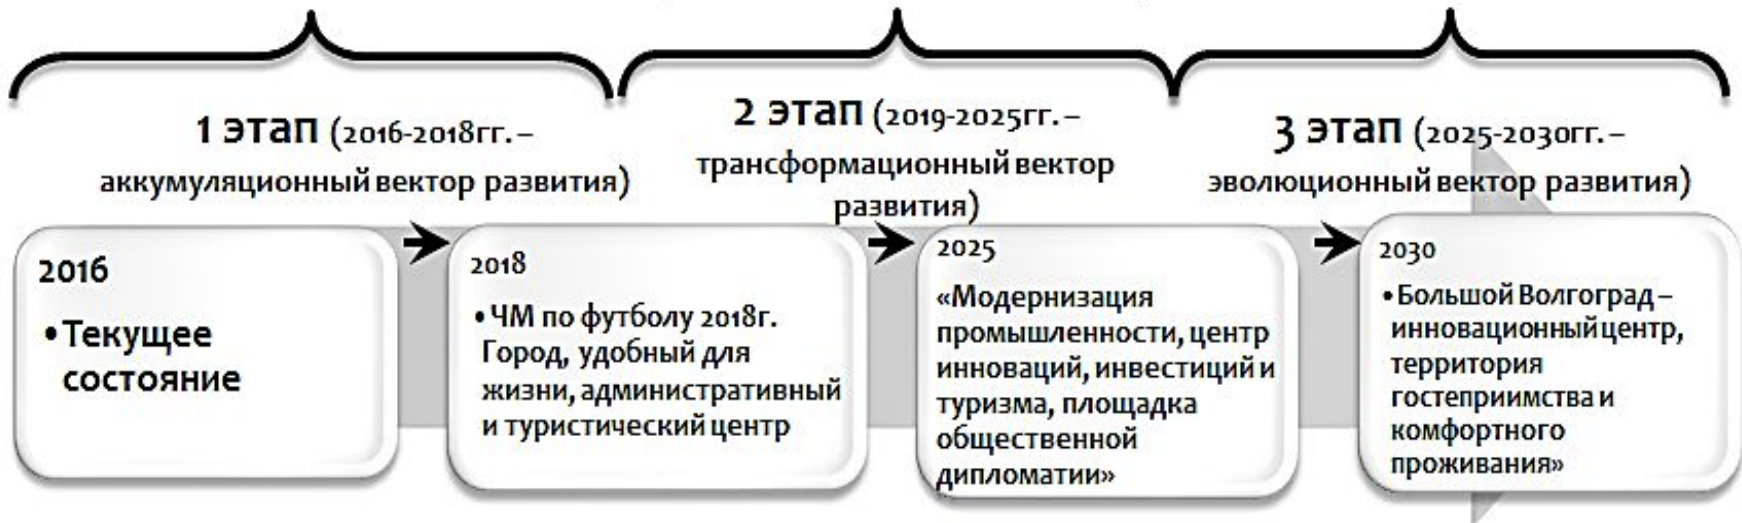 1 этап (2016-2018гг. –
аккумуляционный вектор развития)
2 этап (2019-2025гг. –
трансформационный вектор
развития)
3 этап (2025-2030гг. –
эволюционный вектор развития)
2016
• Текущее
состояние
2018
• ЧМ по футболу 2018г.
Город, удобный для
жизни, административный
и туристический центр
2025
«Модернизация
промышленности, центр
инноваций, инвестиций и
туризма, площадка
общественной
дипломатии»
2030
• Большой Волгоград –
инновационный центр,
территория
гостеприимства и
комфортного
проживания»